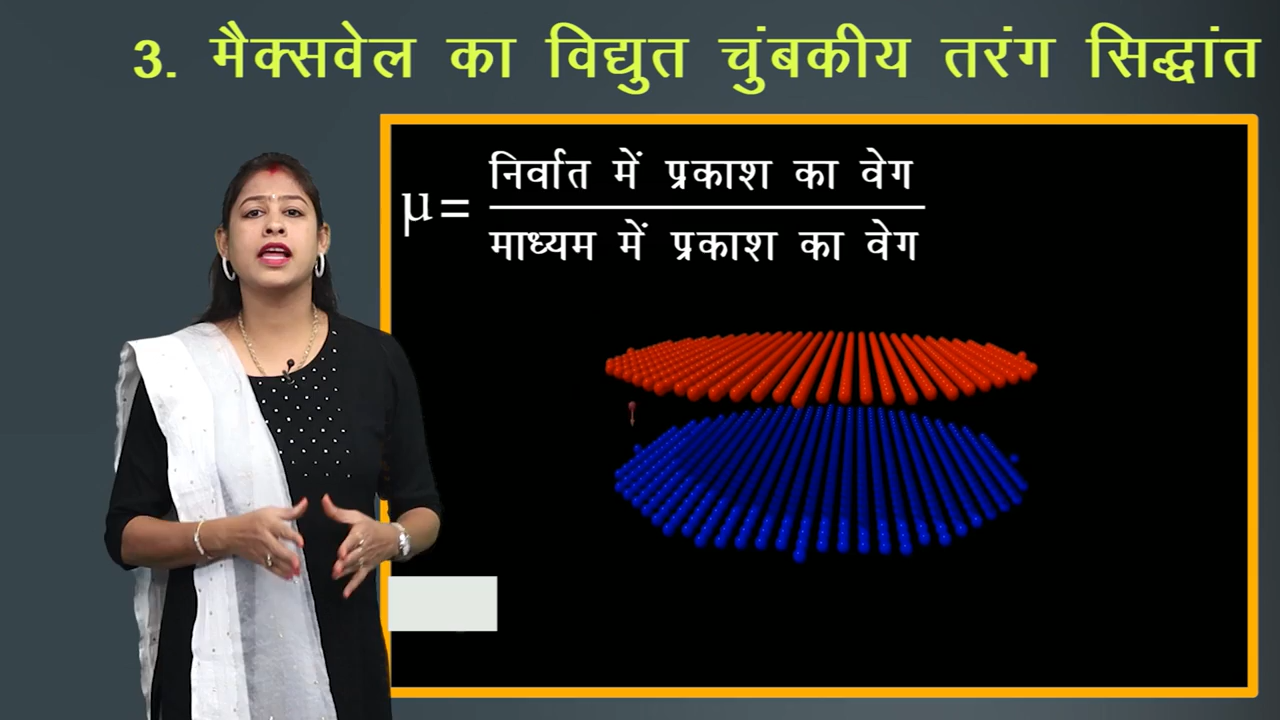 3. मैक्सवेल का विद्युत चुंबकीय तरंग सिद्धांत
μ= निर्वात में प्रकाश का वेग
माध्यम में प्रकाश का वेग